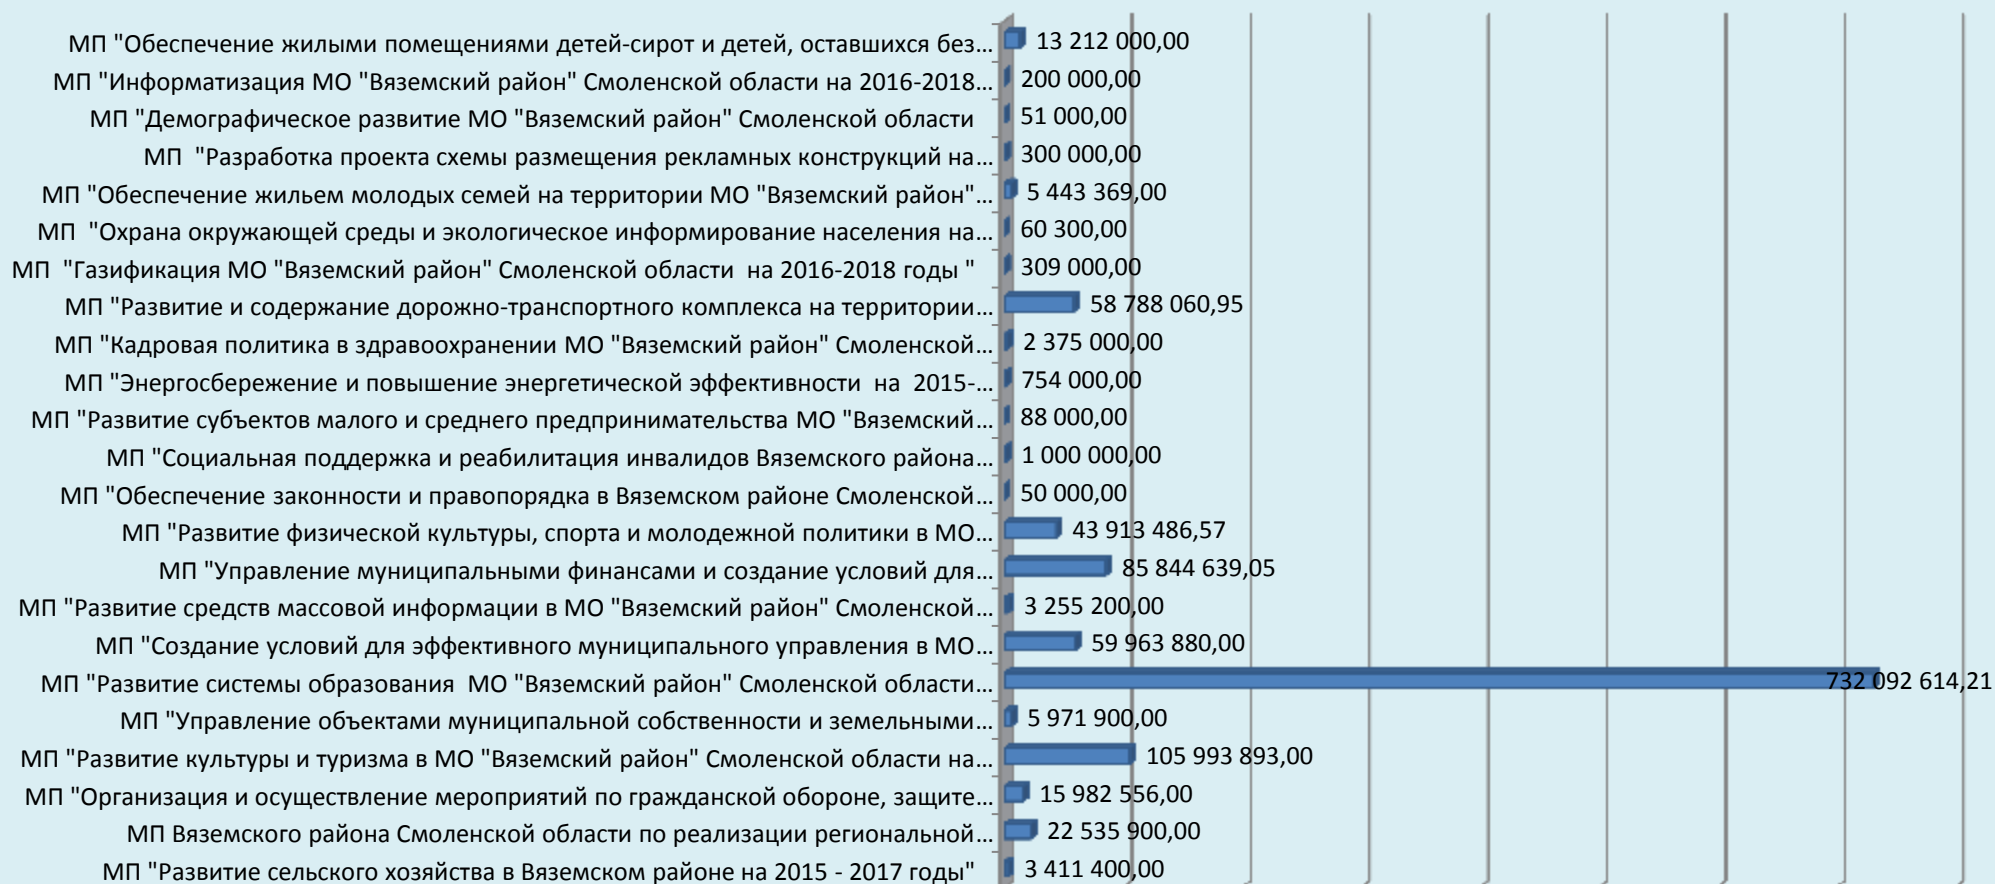 МП "Обеспечение жилыми помещениями детей-сирот и детей, оставшихся без... 13 212 000,00
МП "Информатизация МО "Вяземский район" Смоленской области на 2016-2018... 200 000,00
МП "Демографическое развитие МО "Вяземский район" Смоленской области 51 000,00
МП "Разработка проекта схемы размещения рекламных конструкций на... 300 000,00
МП "Обеспечение жильем молодых семей на территории МО "Вяземский район"... 5 443 369,00
МП "Охрана окружающей среды и экологическое информирование населения на... 60 300,00
МП "Газификация МО "Вяземский район" Смоленской области на 2016-2018 годы " 309 000,00
МП "Развитие и содержание дорожно-транспортного комплекса на территории... 58 788 060,95
МП "Кадровая политика в здравоохранении МО "Вяземский район" Смоленской... 2 375 000,00
МП "Энергосбережение и повышение энергетической эффективности на 2015-... 754 000,00
МП "Развитие субъектов малого и среднего предпринимательства МО "Вяземский... 88 000,00
МП "Социальная поддержка и реабилитация инвалидов Вяземского района... 1 000 000,00
МП "Обеспечение законности и правопорядка в Вяземском районе Смоленской... 50 000,00
МП "Развитие физической культуры, спорта и молодежной политики в МО... 43 913 486,57
МП "Управление муниципальными финансами и создание условий для... 85 844 639,05
МП "Развитие средств массовой информации в МО "Вяземский район" Смоленской... 3 255 200,00
МП "Создание условий для эффективного муниципального управления в МО... 59 963 880,00
МП "Развитие системы образования МО "Вяземский район" Смоленской области... 732 092 614,21
МП "Управление объектами муниципальной собственности и земельными... 5 971 900,00
МП "Развитие культуры и туризма в МО "Вяземский район" Смоленской области на... 105 993 893,00
МП "Организация и осуществление мероприятий по гражданской обороне, защите... 15 982 556,00
МП Вяземского района Смоленской области по реализации региональной... 22 535 900,00
МП "Развитие сельского хозяйства в Вяземском районе на 2015 - 2017 годы" 3 411 400,00